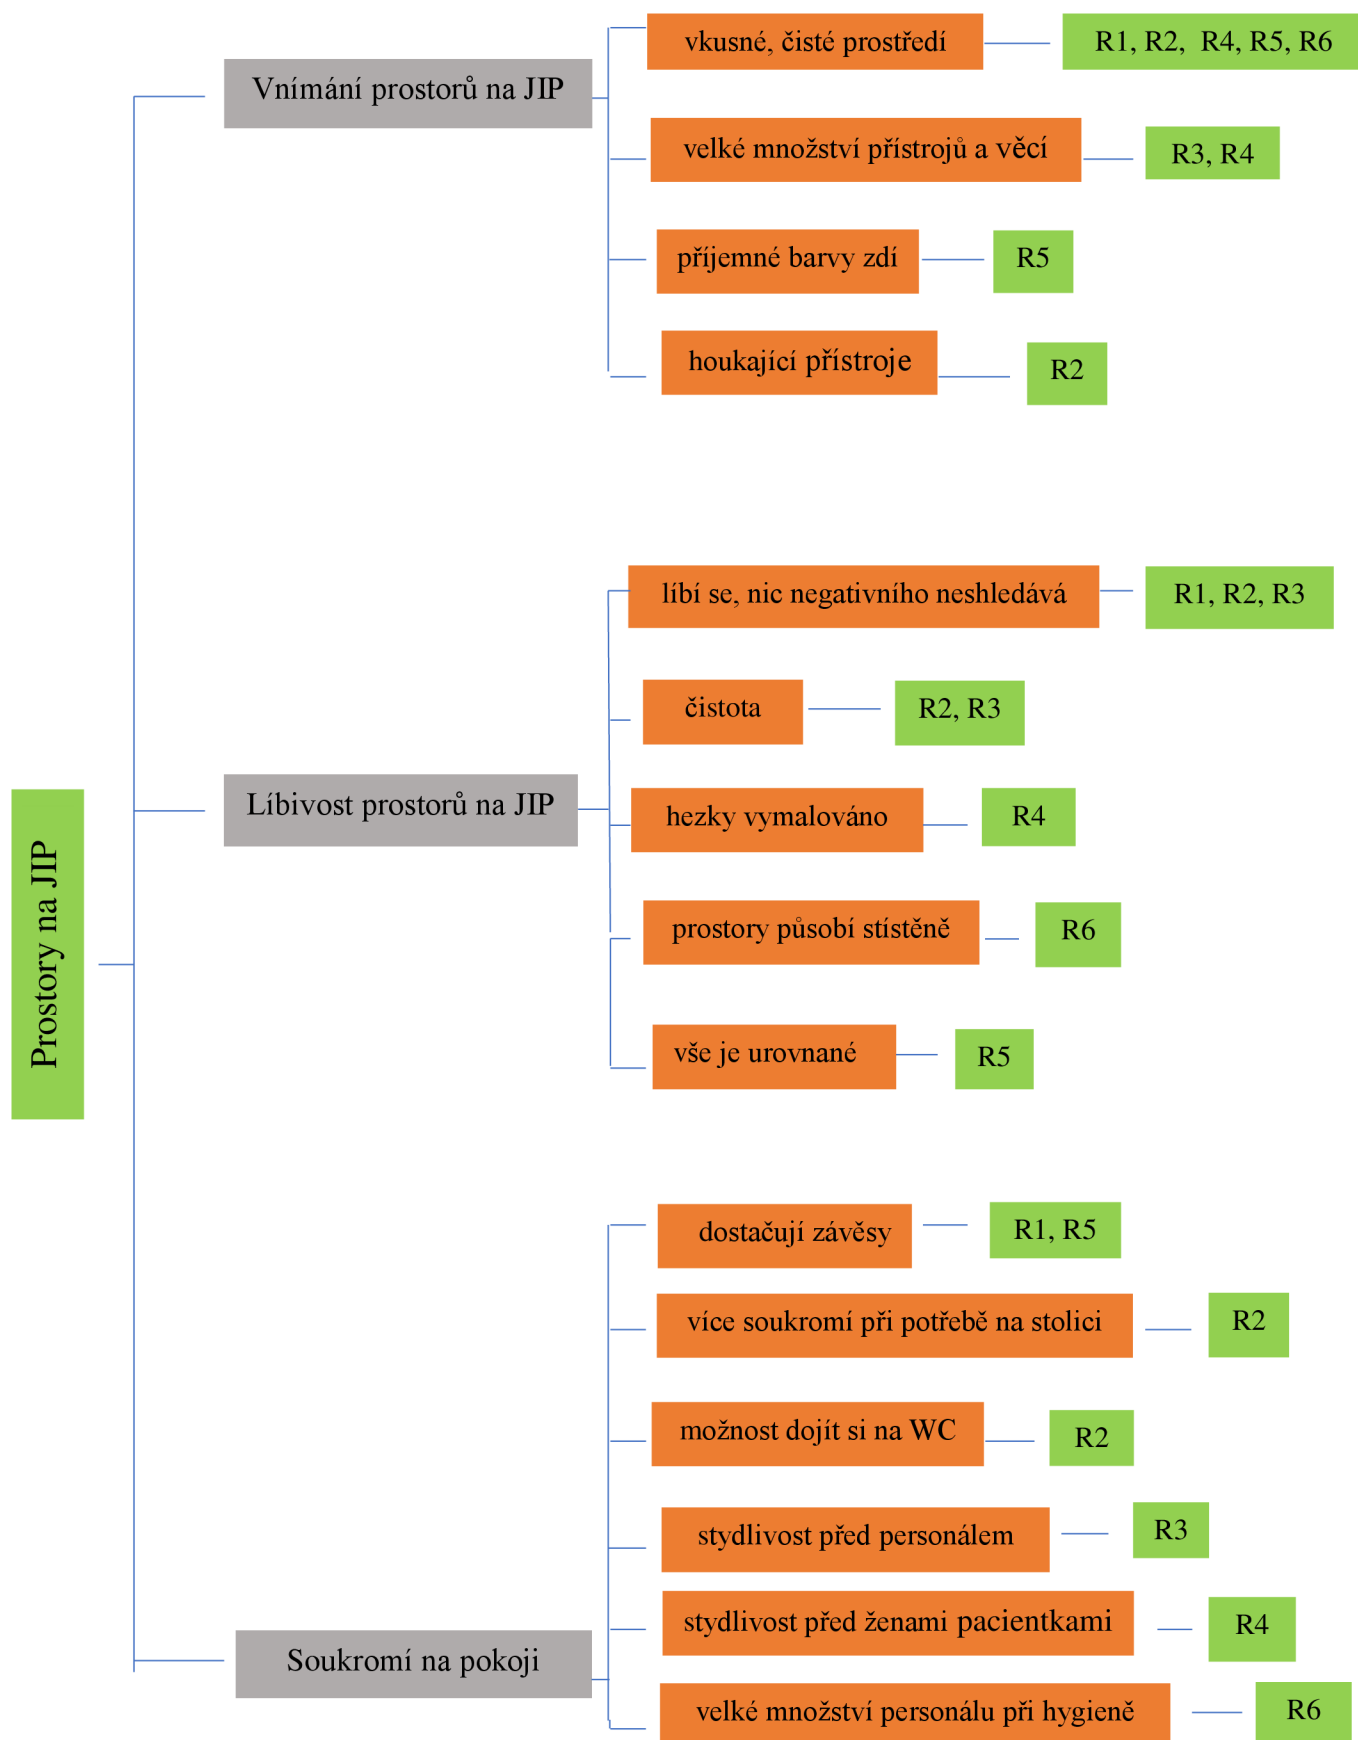 Prostory na JIP
Vnímání prostorů na JIP
vkusné, čisté prostředí
R1, R2, R4, R5, R6
velké množství přístrojů a věcí
R3, R4
příjemné barvy zdí
R5
houkající přístroje
R2
Líbivost prostorů na JIP
líbí se, nic negativního neshledává
R1, R2, R3
čistota
R2, R3
hezky vymalováno
R4
prostory působí stístěně
R6
vše je urovnané
R5
Soukromí na pokoji
dostačují závěsy
R1, R5
více soukromí při potřebě na stolici
R2
možnost dojít si na WC
R2
stydlivost před personálem
R3
stydlivost před ženami pacientkami
R4
velké množství personálu při hygieně
R6